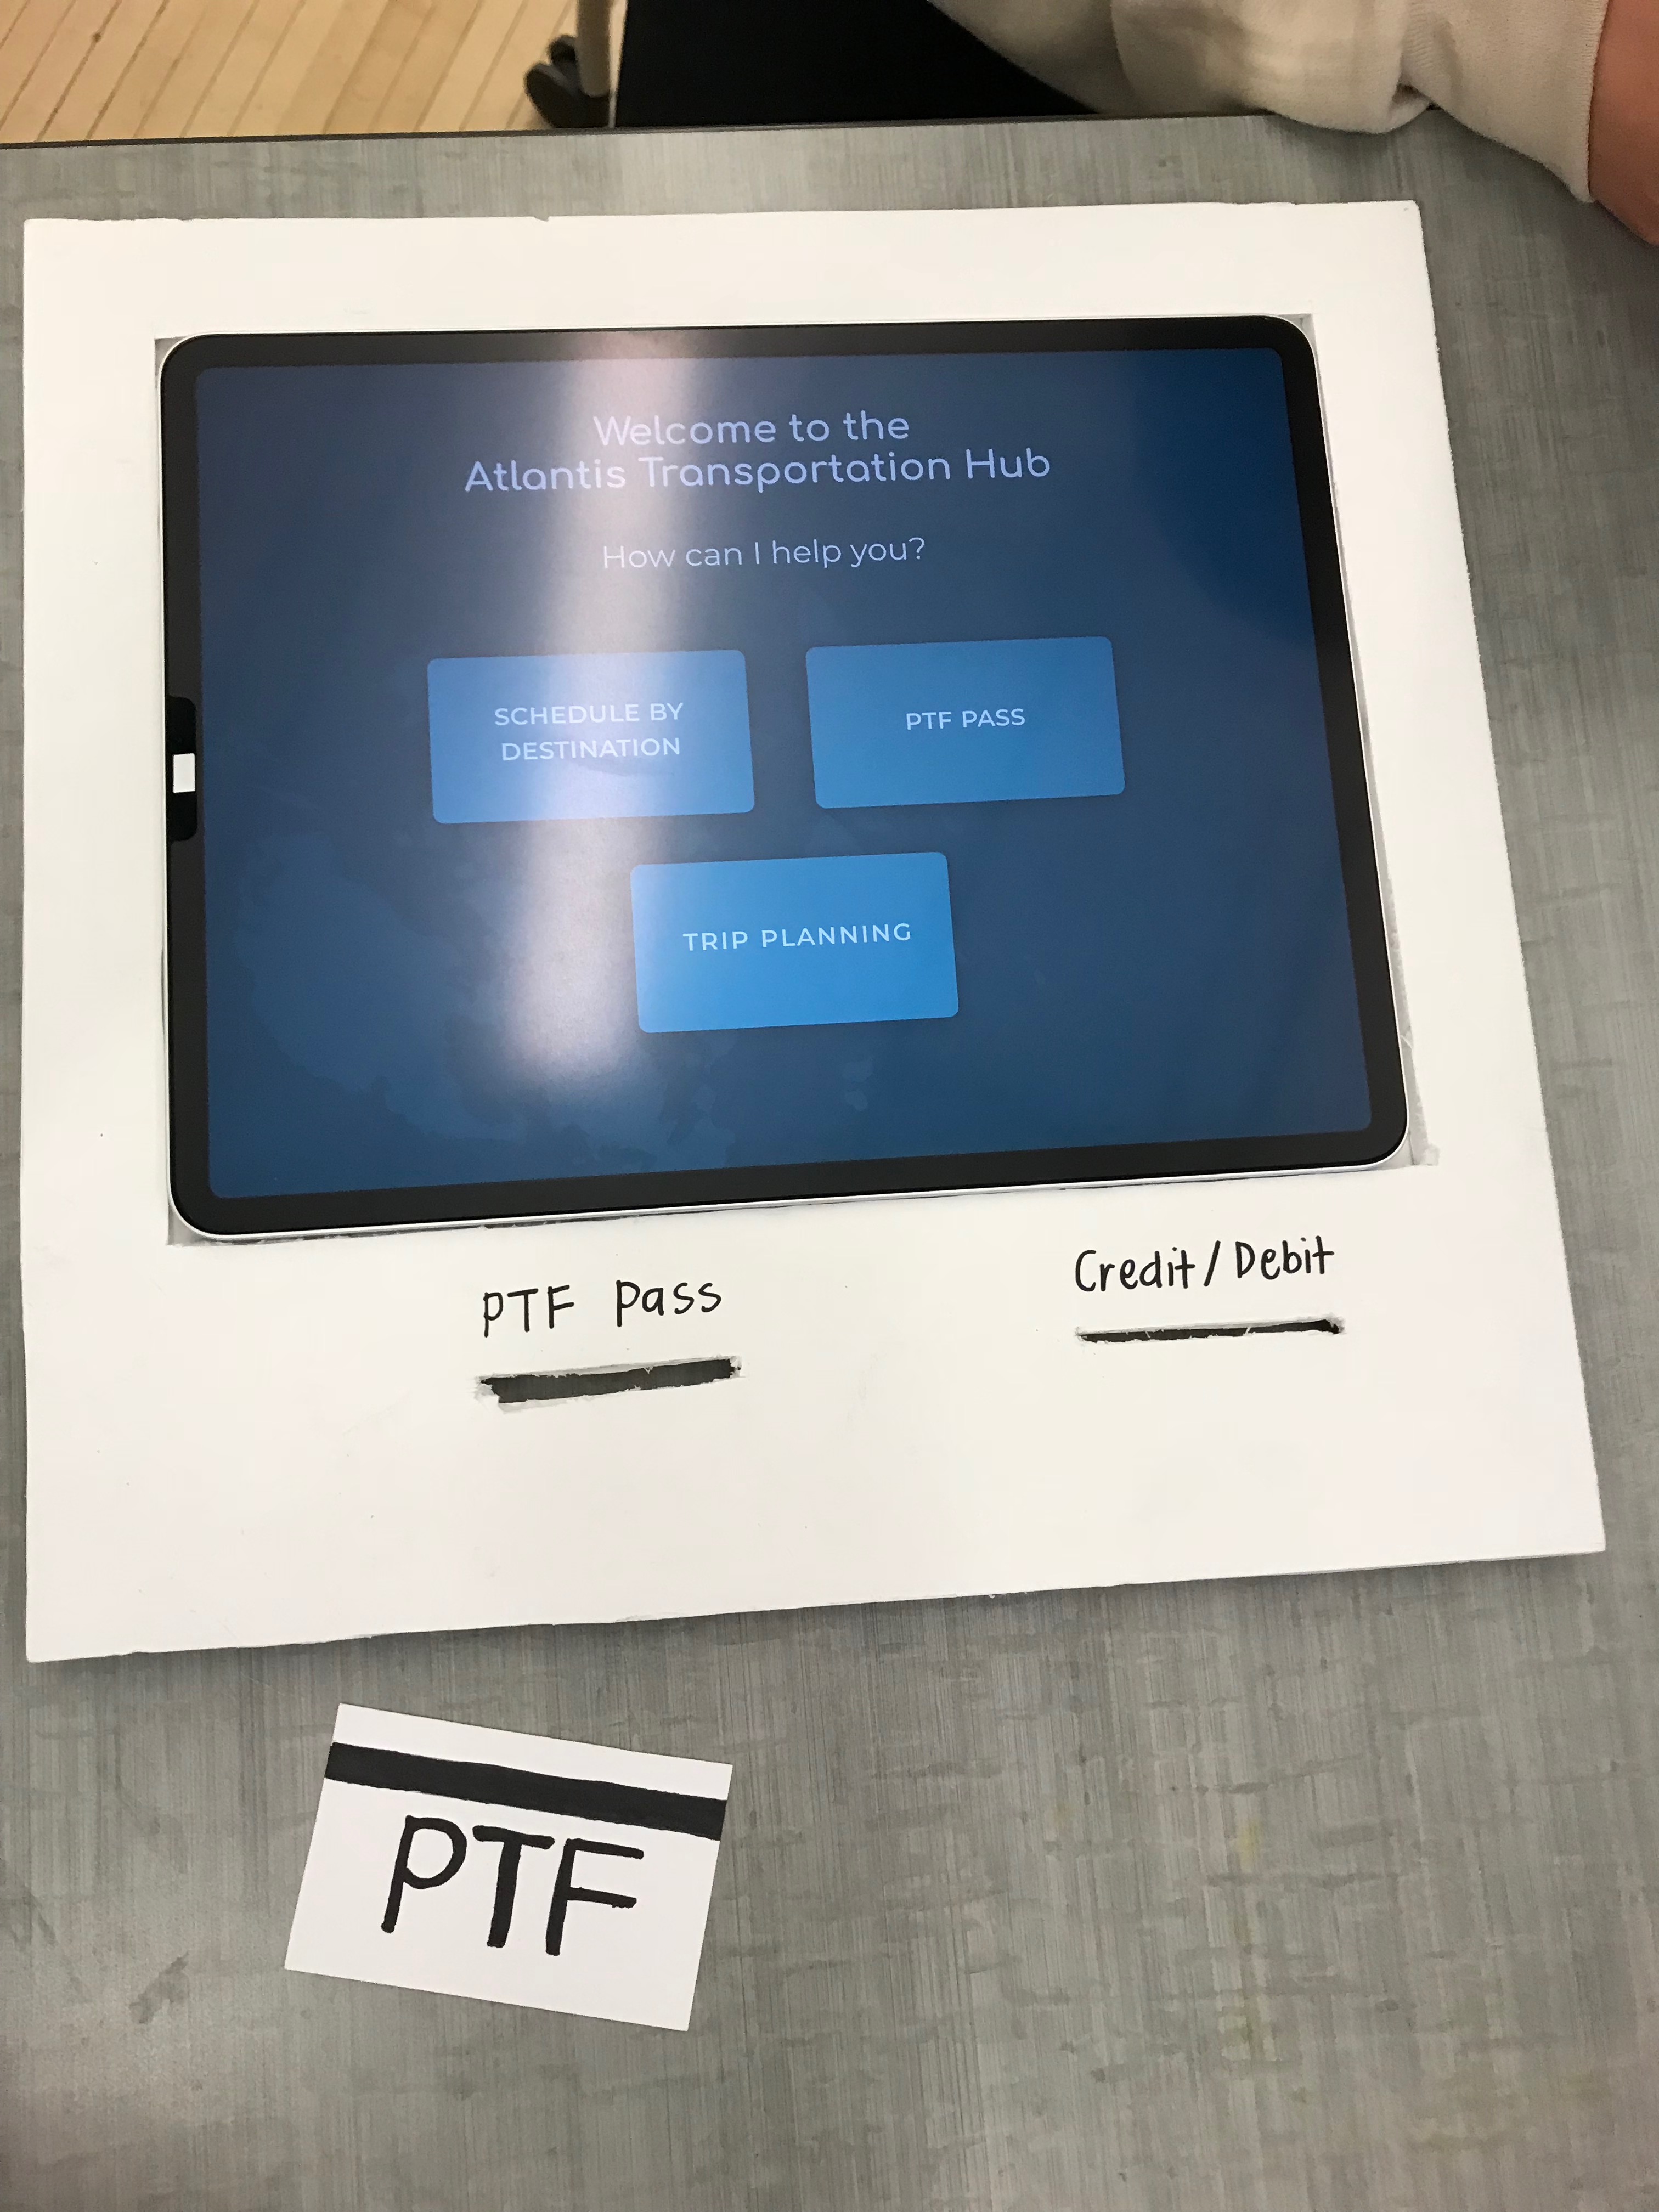 Welcome to the
Atlantis Transportation Hub
How can I help you?
SCHEDULE BY
DESTINATION
PTF PASS
TRIP PLANNING
PTF Pass
Credit/Debit
PTF